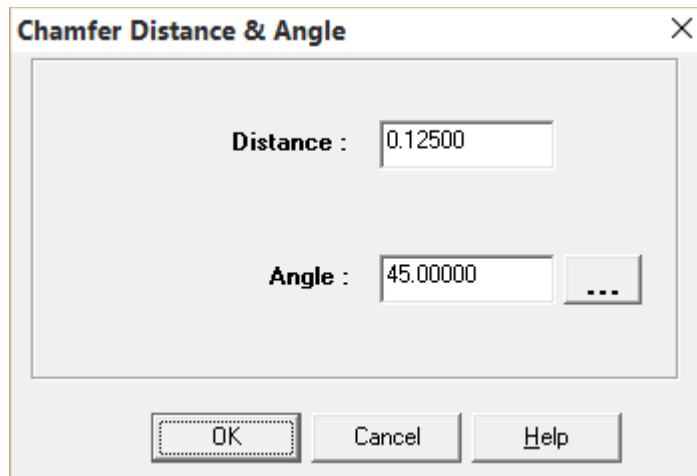 Chamfer Distance & Angle
Distance : 0.12500
Angle : 45.00000 ...
OK Cancel Help